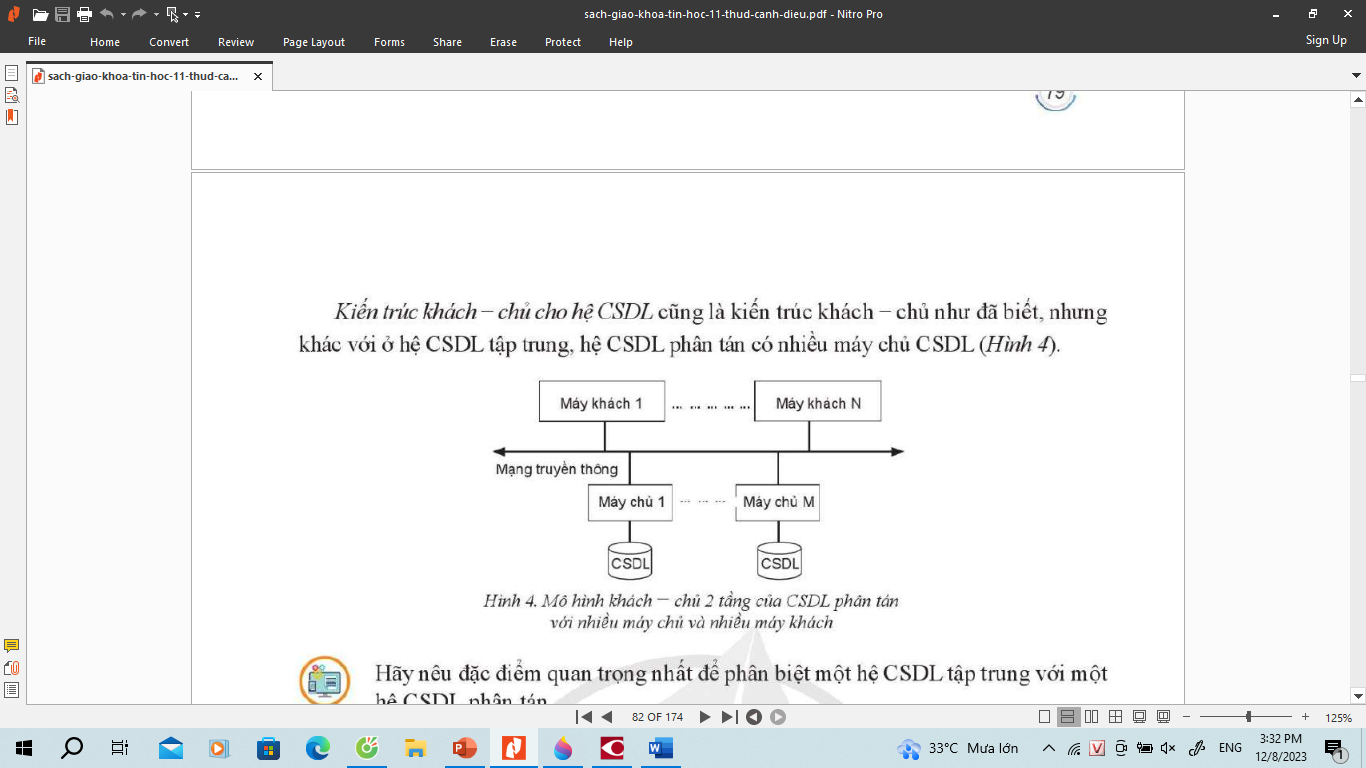 sach-giao-khoa-tin-hoc-11-thud-canh-dieu.pdf - Nitro Pro
File Home Convert Review Page Layout Forms Share Erase Protect Help Sign Up
sach-giao-khoa-tin-hoc-11-thud-ca...
79
Kiến trúc khách – chủ cho hệ CSDL cũng là kiến trúc khách – chủ như đã biết, nhưng
khác với ở hệ CSDL tập trung, hệ CSDL phân tán có nhiều máy chủ CSDL (Hình 4).
Máy khách 1 ... ... ... ... ... Máy khách N
Mạng truyền thông
Máy chủ 1 ... ... ... Máy chủ M
CSDL CSDL
Hình 4. Mô hình khách – chủ 2 tầng của CSDL phân tán
với nhiều máy chủ và nhiều máy khách
Hãy nêu đặc điểm quan trọng nhất để phân biệt một hệ CSDL tập trung với một
hệ CSDL phân tán
82 OF 174
125%
33°C Mưa lớn
ENG
3:32 PM
12/8/2023
1